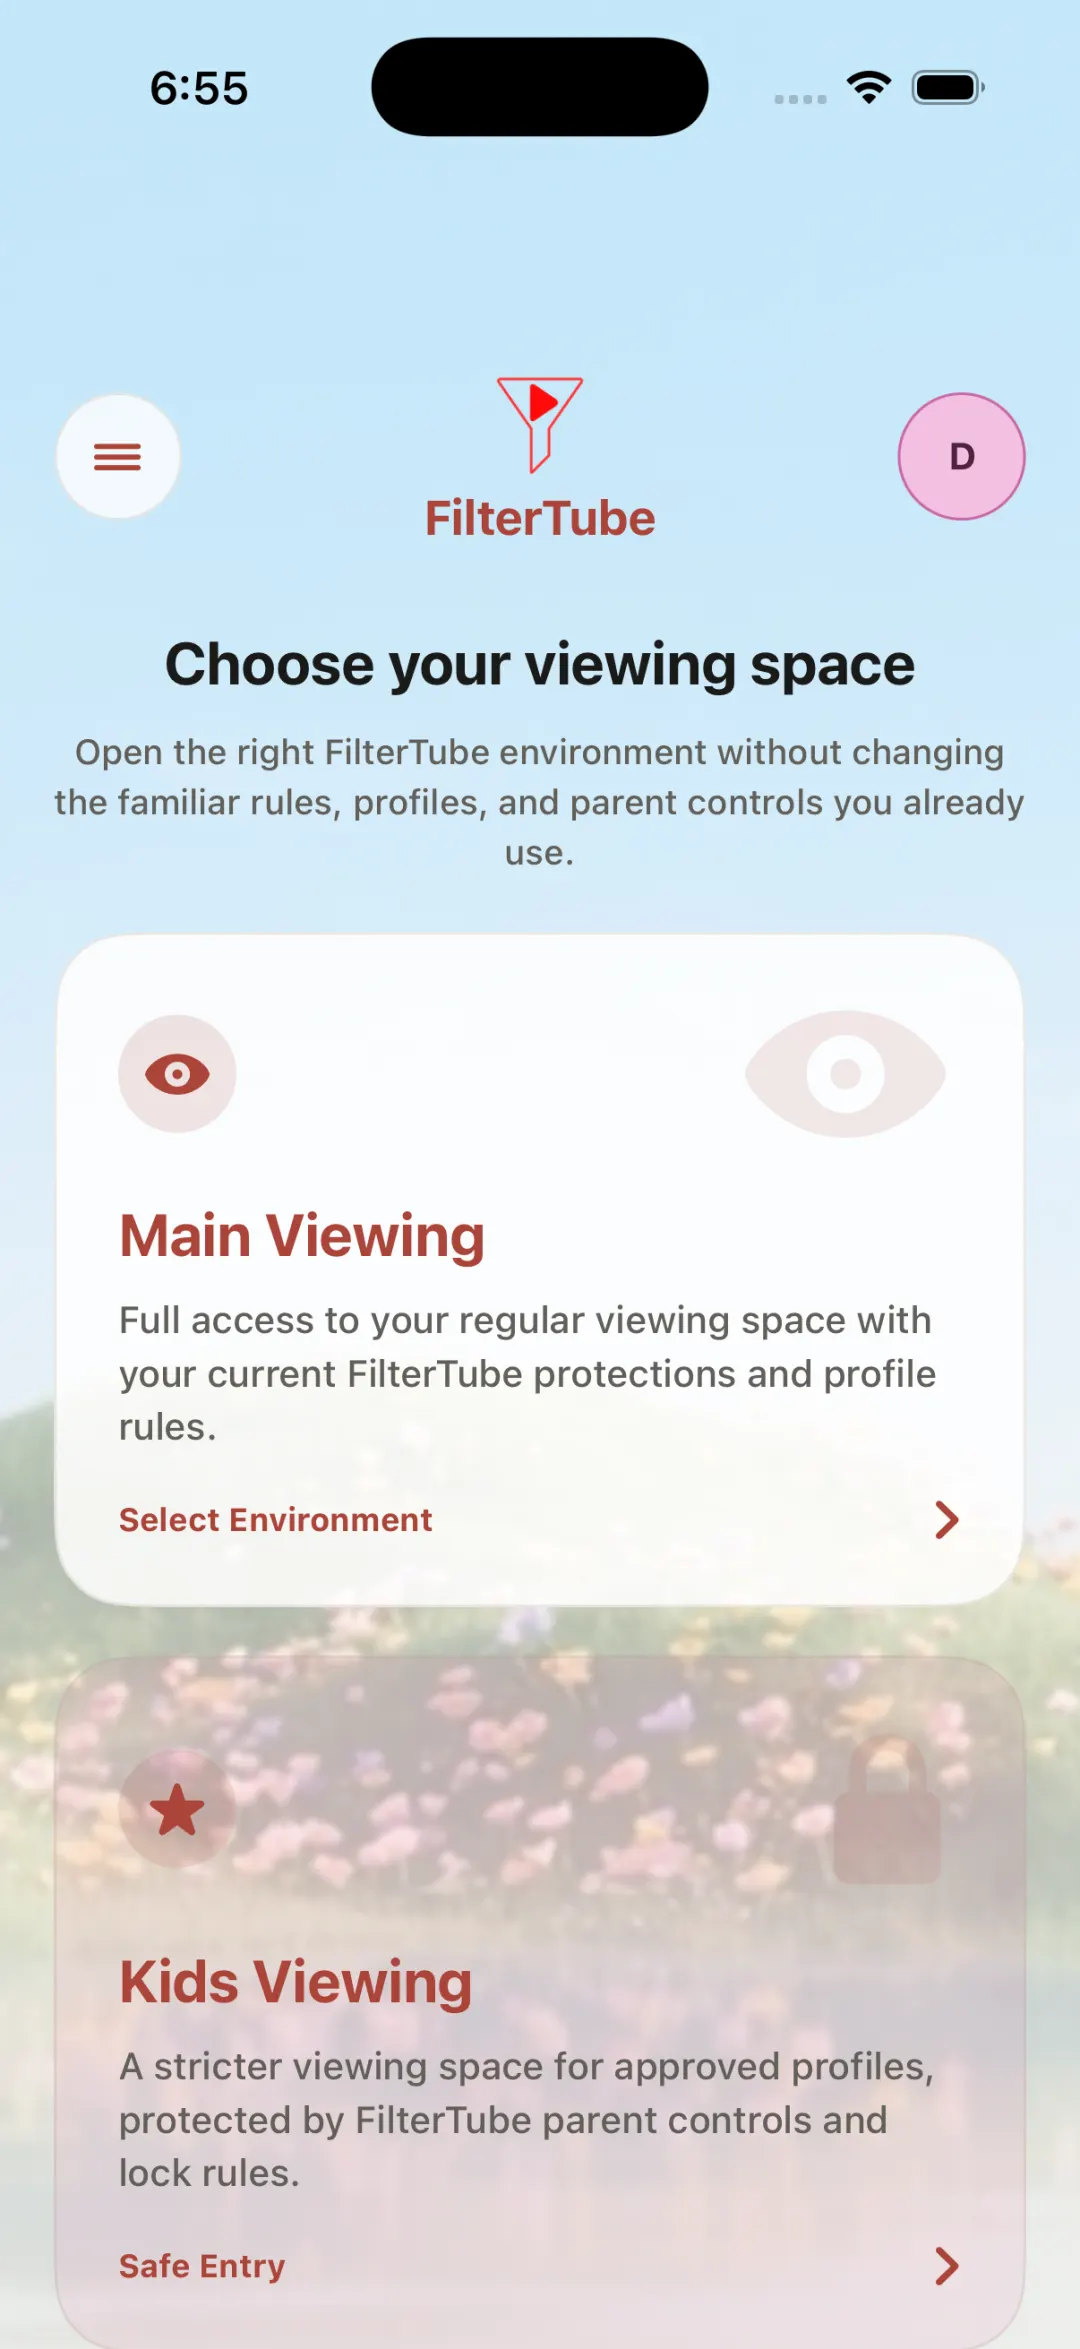 6:55
FilterTube
D
Choose your viewing space
Open the right FilterTube environment without changing
the familiar rules, profiles, and parent controls you already
use.
Main Viewing
Full access to your regular viewing space with
your current FilterTube protections and profile
rules.
Select Environment
Kids Viewing
A stricter viewing space for approved profiles,
protected by FilterTube parent controls and
lock rules.
Safe Entry